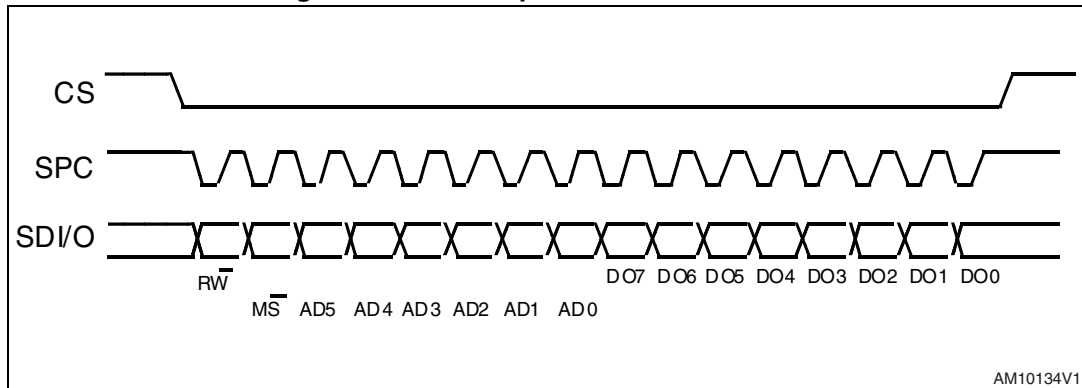 CS
SPC
SDI/O
RW̅
DO7 DO6 DO5 DO4 DO3 DO2 DO1 DO0
MS̅ AD5 AD4 AD3 AD2 AD1 AD0
AM10134V1